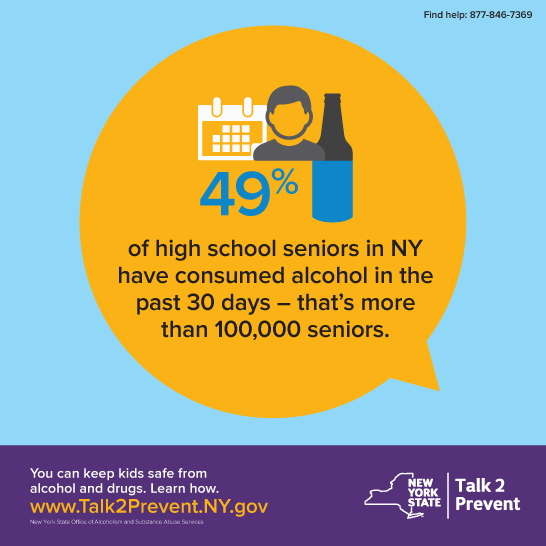 Find help: 877-846-7369
49%
of high school seniors in NY
have consumed alcohol in the
past 30 days – that's more
than 100,000 seniors.
You can keep kids safe from
alcohol and drugs. Learn how.
www.Talk2Prevent.NY.gov
New York State Office of Alcoholism and Substance Abuse Services
NEW
YORK
STATE
Talk 2
Prevent